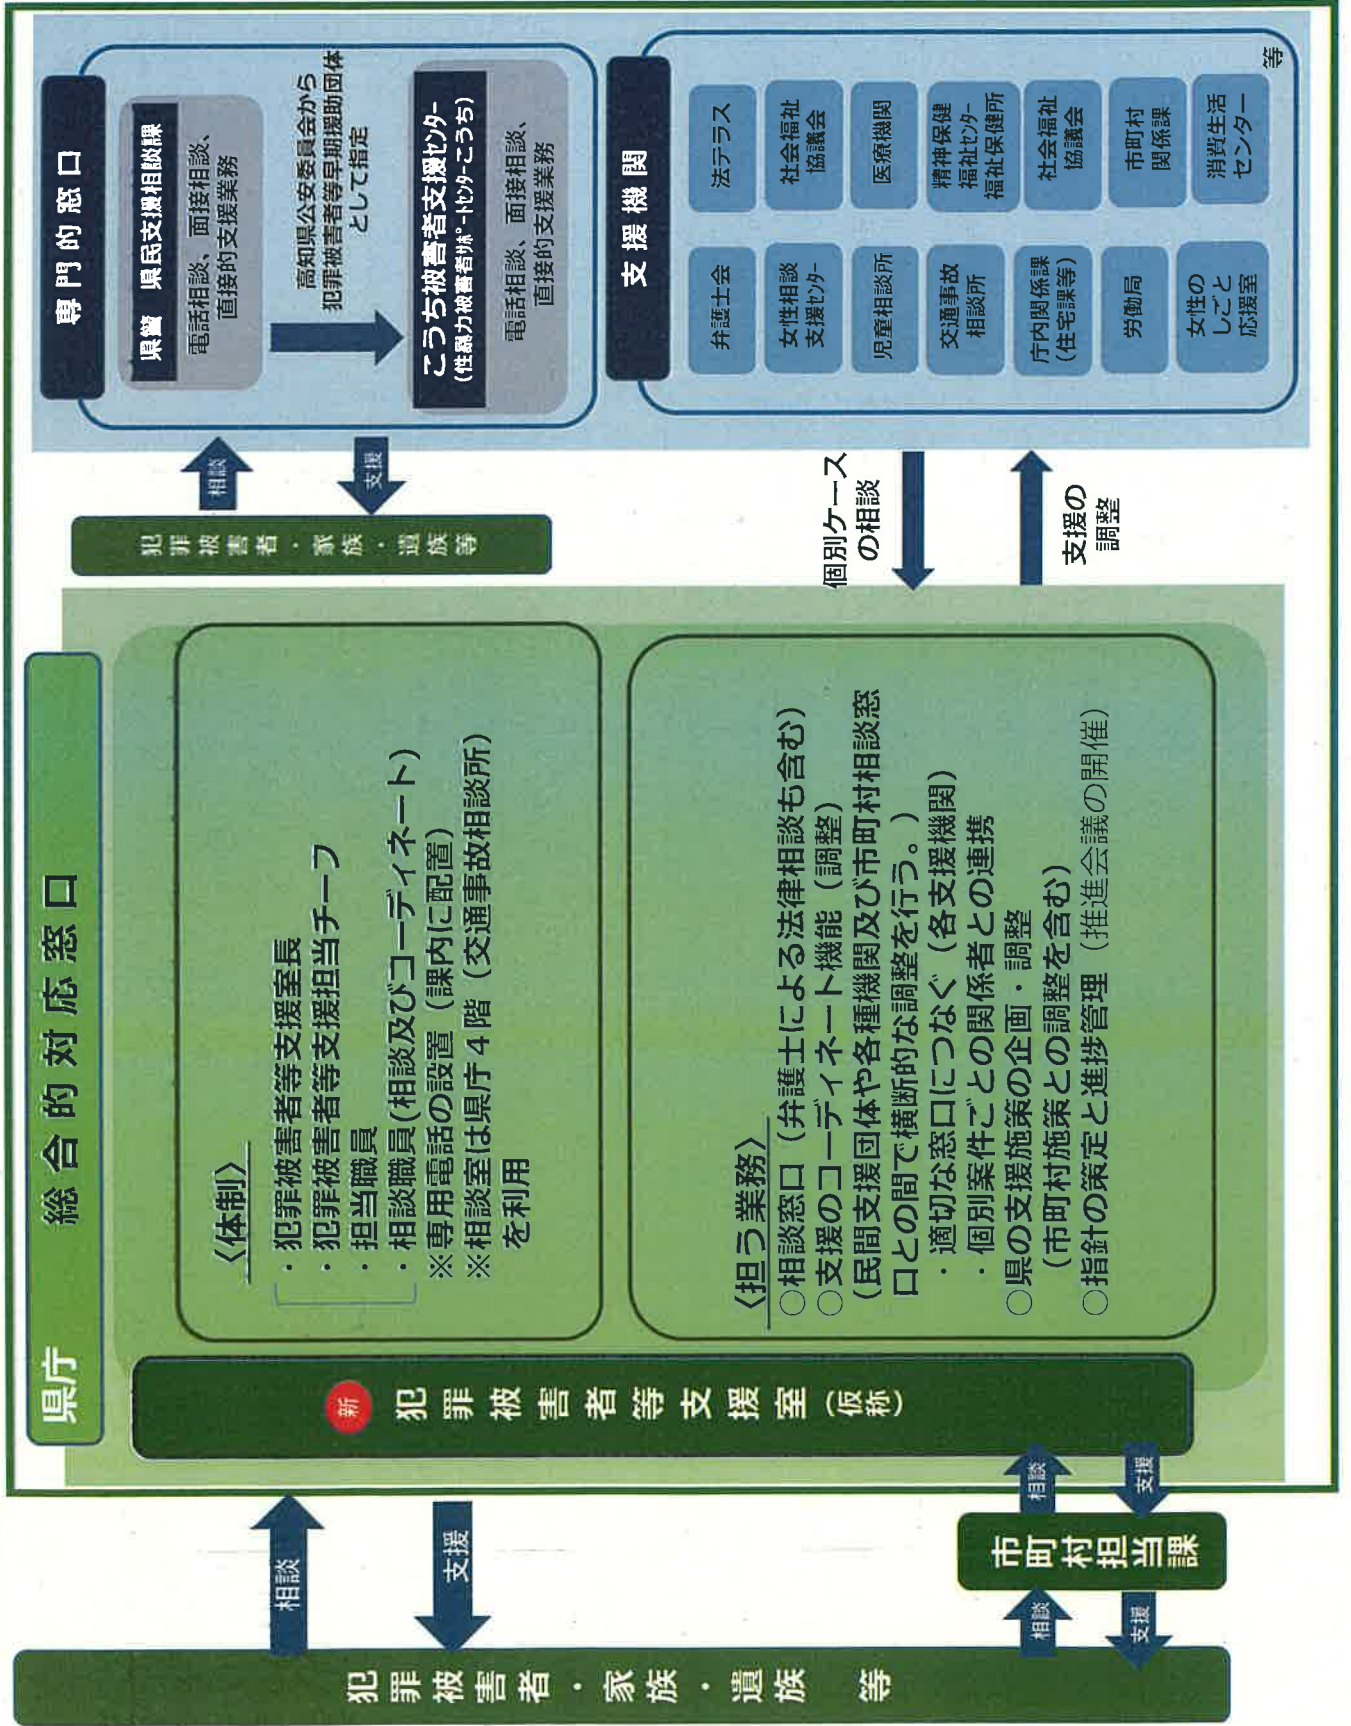 県庁　総合的対応窓口
犯罪被害者・家族・遺族　等
相談
支援
市町村担当課
相談
支援
相談
支援
新
犯罪被害者等支援室（仮称）
〈体制〉
・犯罪被害者等支援室長
・犯罪被害者等支援担当チーフ
・担当職員
・相談職員(相談及びコーディネート)
※専用電話の設置（課内に配置）
※相談室は県庁４階（交通事故相談所）
を利用
〈担う業務〉
○相談窓口（弁護士による法律相談も含む）
○支援のコーディネート機能（調整）
(民間支援団体や各種機関及び市町村相談窓
口との間で横断的な調整を行う。)
・適切な窓口につなぐ（各支援機関）
・個別案件ごとの関係者との連携
○県の支援施策の企画・調整
（市町村施策との調整を含む）
○指針の策定と進捗管理（推進会議の開催）
犯罪被害者・家族・遺族等
相談
支援
個別ケース
の相談
支援の
調整
専門的窓口
県警　県民支援相談課
電話相談、面接相談、
直接的支援業務
高知県公安委員会から
犯罪被害者等早期援助団体
として指定
こうち被害者支援センター
(性暴力被害者サポートセンターこうち)
電話相談、面接相談、
直接的支援業務
支援機関
弁護士会
法テラス
女性相談
支援センター
社会福祉
協議会
児童相談所
医療機関
交通事故
相談所
精神保健
福祉センター
福祉保健所
庁内関係課
(住宅課等)
社会福祉
協議会
労働局
市町村
関係課
女性の
しごと
応援室
消費生活
センター
等